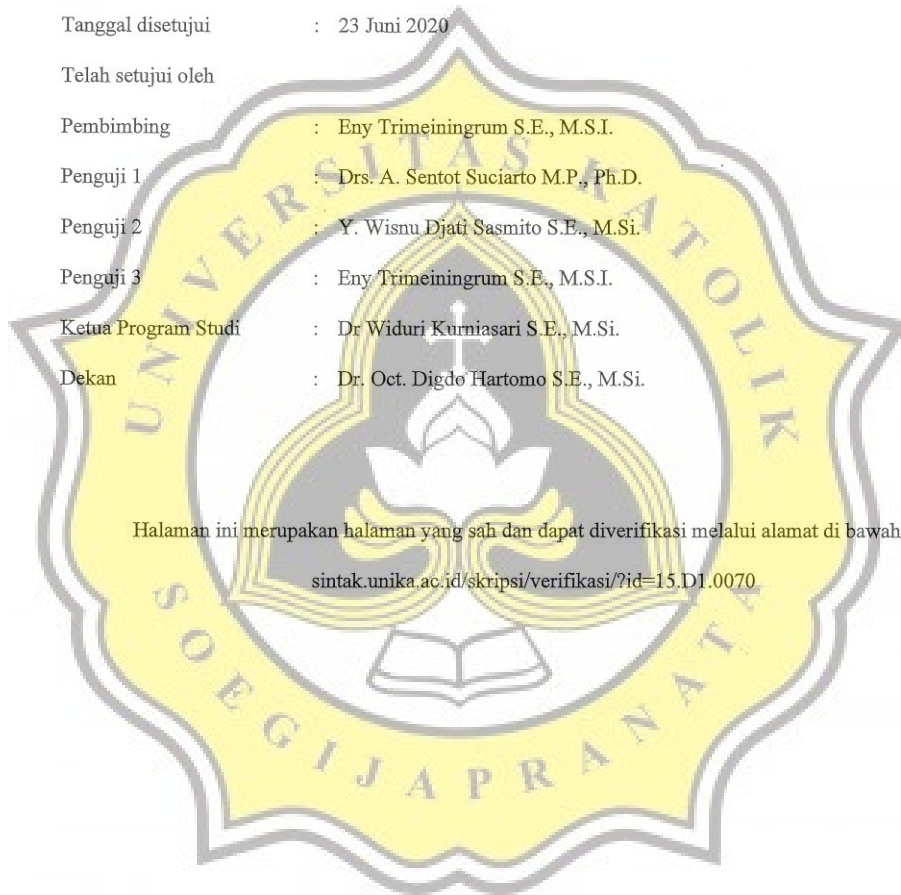 Tanggal disetujui : 23 Juni 2020
Telah setujui oleh
Pembimbing : Eny Trimeiningrum S.E., M.S.I.
Penguji 1 : Drs. A. Sentot Suciarto M.P., Ph.D.
Penguji 2 : Y. Wisnu Djati Sasmito S.E., M.Si.
Penguji 3 : Eny Trimeiningrum S.E., M.S.I.
Ketua Program Studi : Dr Widuri Kurniasari S.E., M.Si.
Dekan : Dr. Oct. Digdo Hartomo S.E., M.Si.
Halaman ini merupakan halaman yang sah dan dapat diverifikasi melalui alamat di bawah
sintak.unika.ac.id/skripsi/verifikasi/?id=15.D1.0070
UNIVERSITAS KATOLIK
SOEGIJAPRANATA